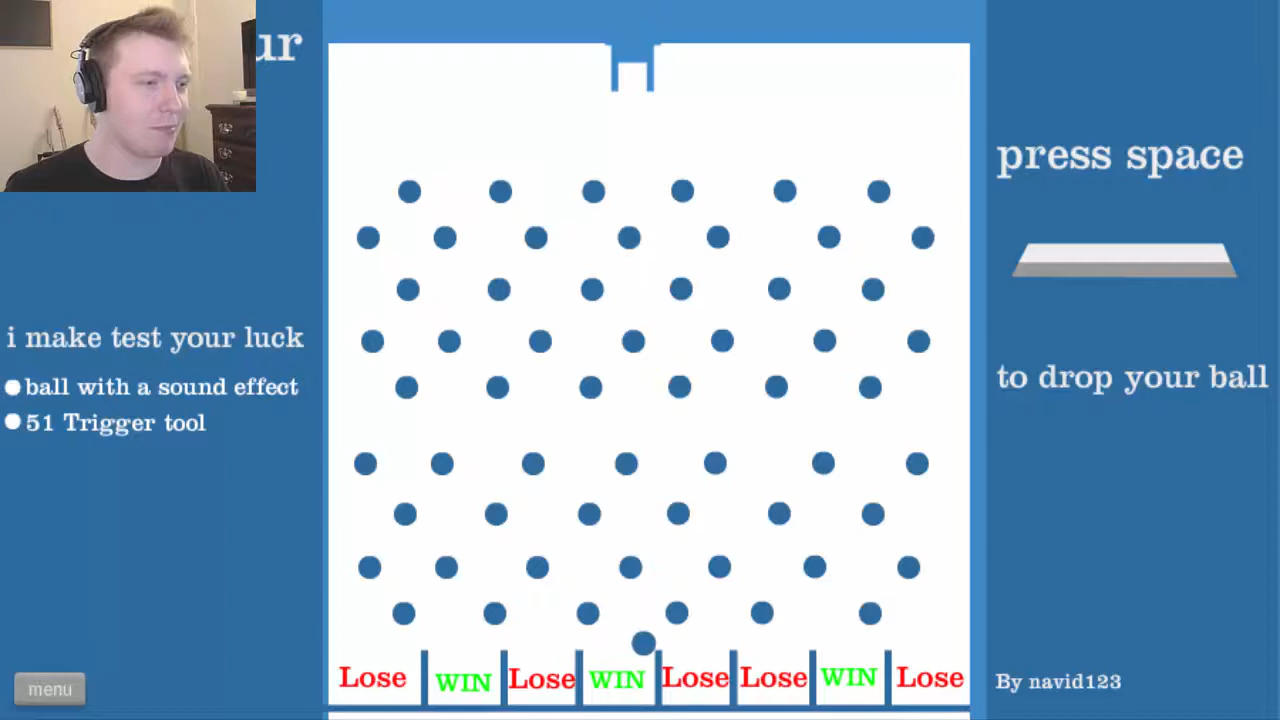 ur
press space
i make test your luck
ball with a sound effect
51 Trigger tool
to drop your ball
Lose WIN Lose WIN Lose Lose WIN Lose
menu
By navid123